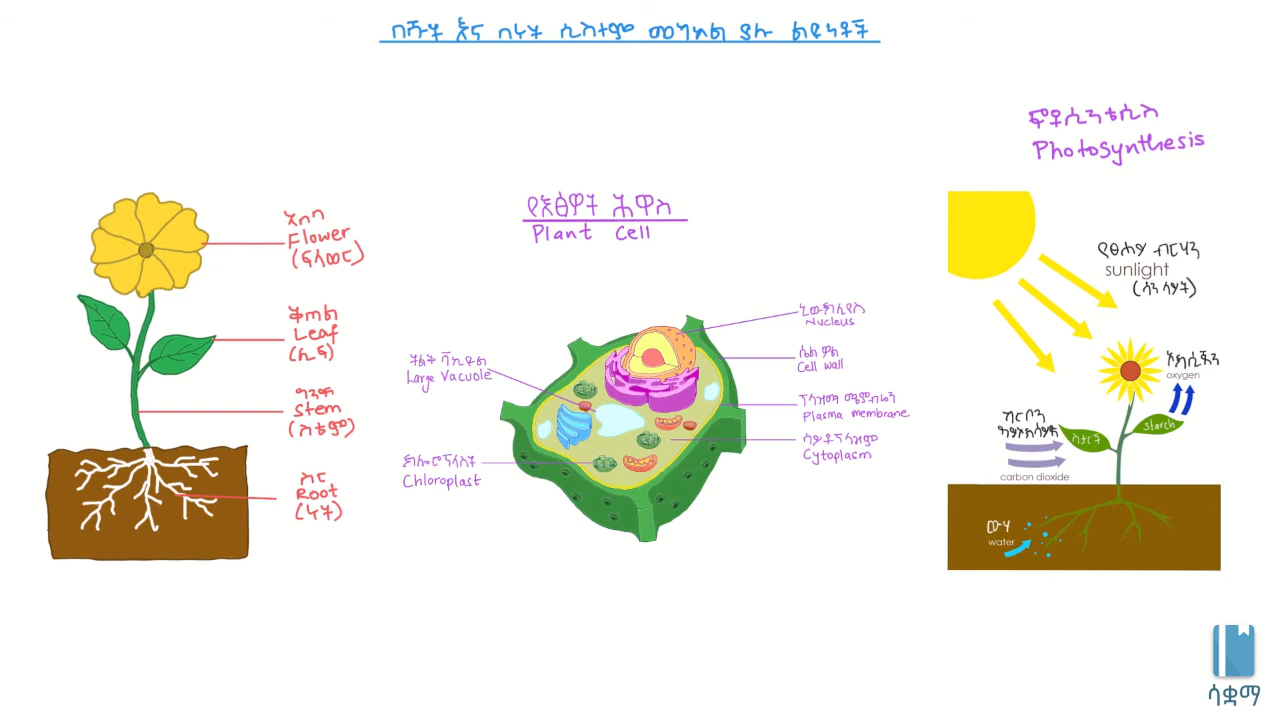 በሹት እና በሩት ሲስተም መካከል ያሉ ልዩነቶች
አበባ
Flower
(ፍላወር)
ቅጠል
Leaf
(ሊፍ)
ግንድ
Stem
(ስቴም)
ስር
Root
(ሩት)
የእፅዋት ሕዋስ
Plant Cell
ትልቅ ቫኪዩል
Large Vacuole
ክሎሮፕላስት
Chloroplast
ኒውክሊየስ
Nucleus
ሴል ዎል
Cell wall
ፕላዝማ ሜምብሬን
Plasma membrane
ሳይቶፕላዝም
Cytoplasm
ፎቶሲንቴሲስ
Photosynthesis
የፀሐይ ብርሃን
sunlight
(ሳን ላይት)
ኦክሲጅን
oxygen
ካርቦን
ዳይኦክሳይድ
carbon dioxide
ስታርች
Starch
ውሃ
water
ሳቋማ